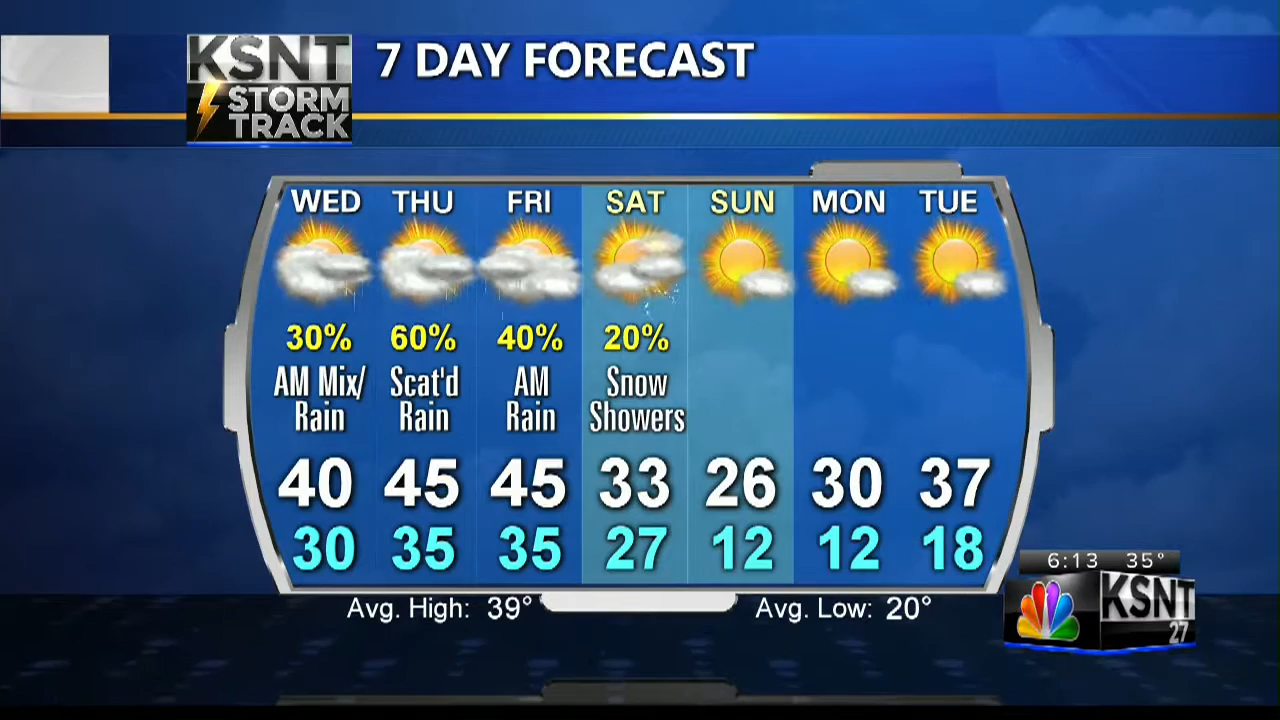 KSNT
STORM
TRACK
7 DAY FORECAST
WED THU FRI SAT SUN MON TUE
30% 60% 40% 20%
AM Mix/ Scat'd AM Snow
Rain Rain Rain Showers
40 45 45 33 26 30 37
30 35 35 27 12 12 18
Avg. High: 39° Avg. Low: 20°
6:13 35°
KSNT
27